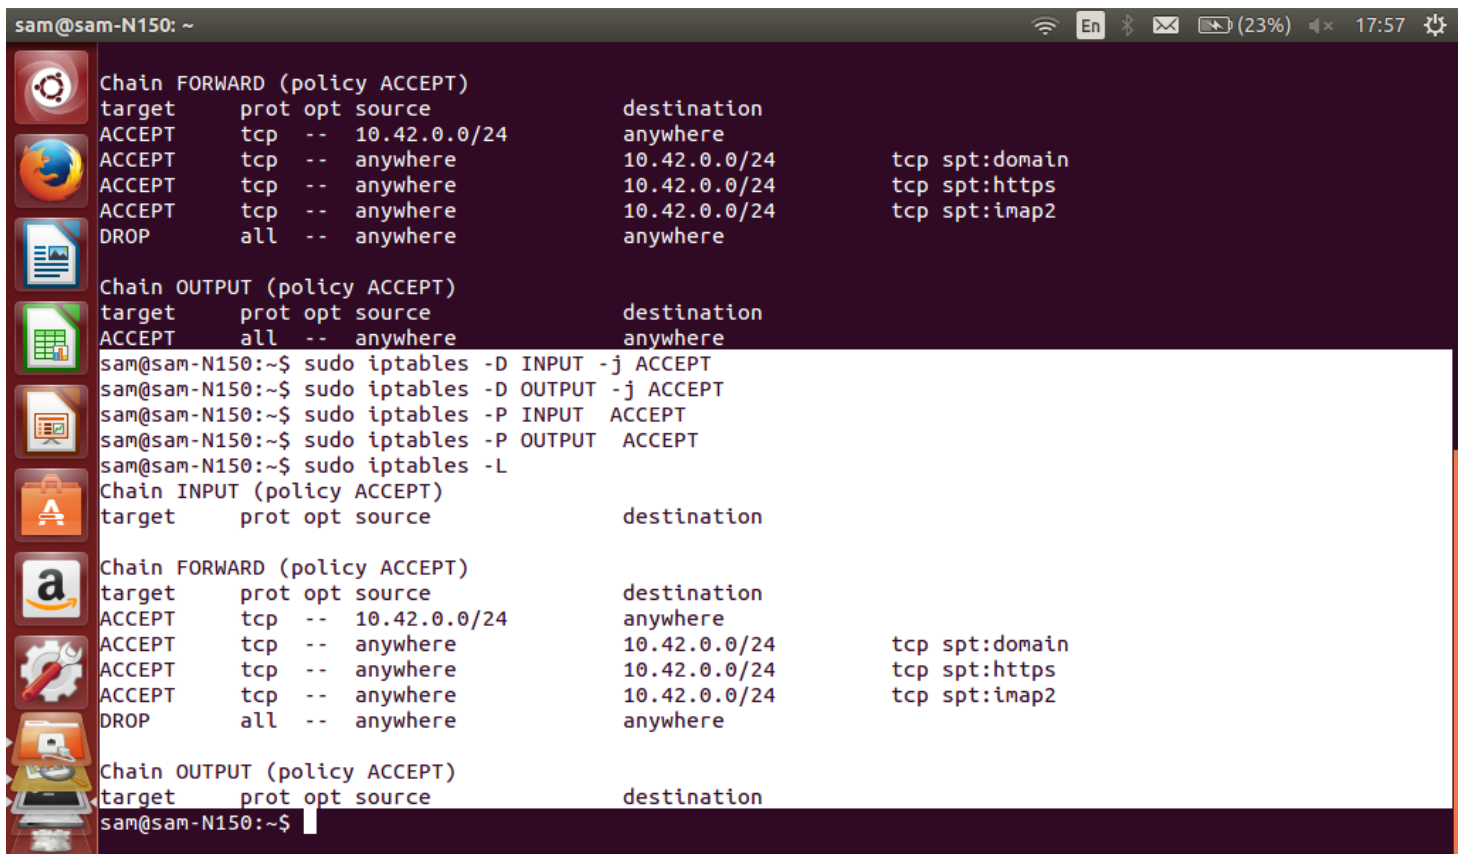 sam@sam-N150: ~ En (23%) 17:57
Chain FORWARD (policy ACCEPT)
target     prot opt source               destination
ACCEPT     tcp  --  10.42.0.0/24         anywhere
ACCEPT     tcp  --  anywhere             10.42.0.0/24         tcp spt:domain
ACCEPT     tcp  --  anywhere             10.42.0.0/24         tcp spt:https
ACCEPT     tcp  --  anywhere             10.42.0.0/24         tcp spt:imap2
DROP       all  --  anywhere             anywhere
Chain OUTPUT (policy ACCEPT)
target     prot opt source               destination
ACCEPT     all  --  anywhere             anywhere
sam@sam-N150:~$ sudo iptables -D INPUT -j ACCEPT
sam@sam-N150:~$ sudo iptables -D OUTPUT -j ACCEPT
sam@sam-N150:~$ sudo iptables -P INPUT  ACCEPT
sam@sam-N150:~$ sudo iptables -P OUTPUT  ACCEPT
sam@sam-N150:~$ sudo iptables -L
Chain INPUT (policy ACCEPT)
target     prot opt source               destination
Chain FORWARD (policy ACCEPT)
target     prot opt source               destination
ACCEPT     tcp  --  10.42.0.0/24         anywhere
ACCEPT     tcp  --  anywhere             10.42.0.0/24         tcp spt:domain
ACCEPT     tcp  --  anywhere             10.42.0.0/24         tcp spt:https
ACCEPT     tcp  --  anywhere             10.42.0.0/24         tcp spt:imap2
DROP       all  --  anywhere             anywhere
Chain OUTPUT (policy ACCEPT)
target     prot opt source               destination
sam@sam-N150:~$